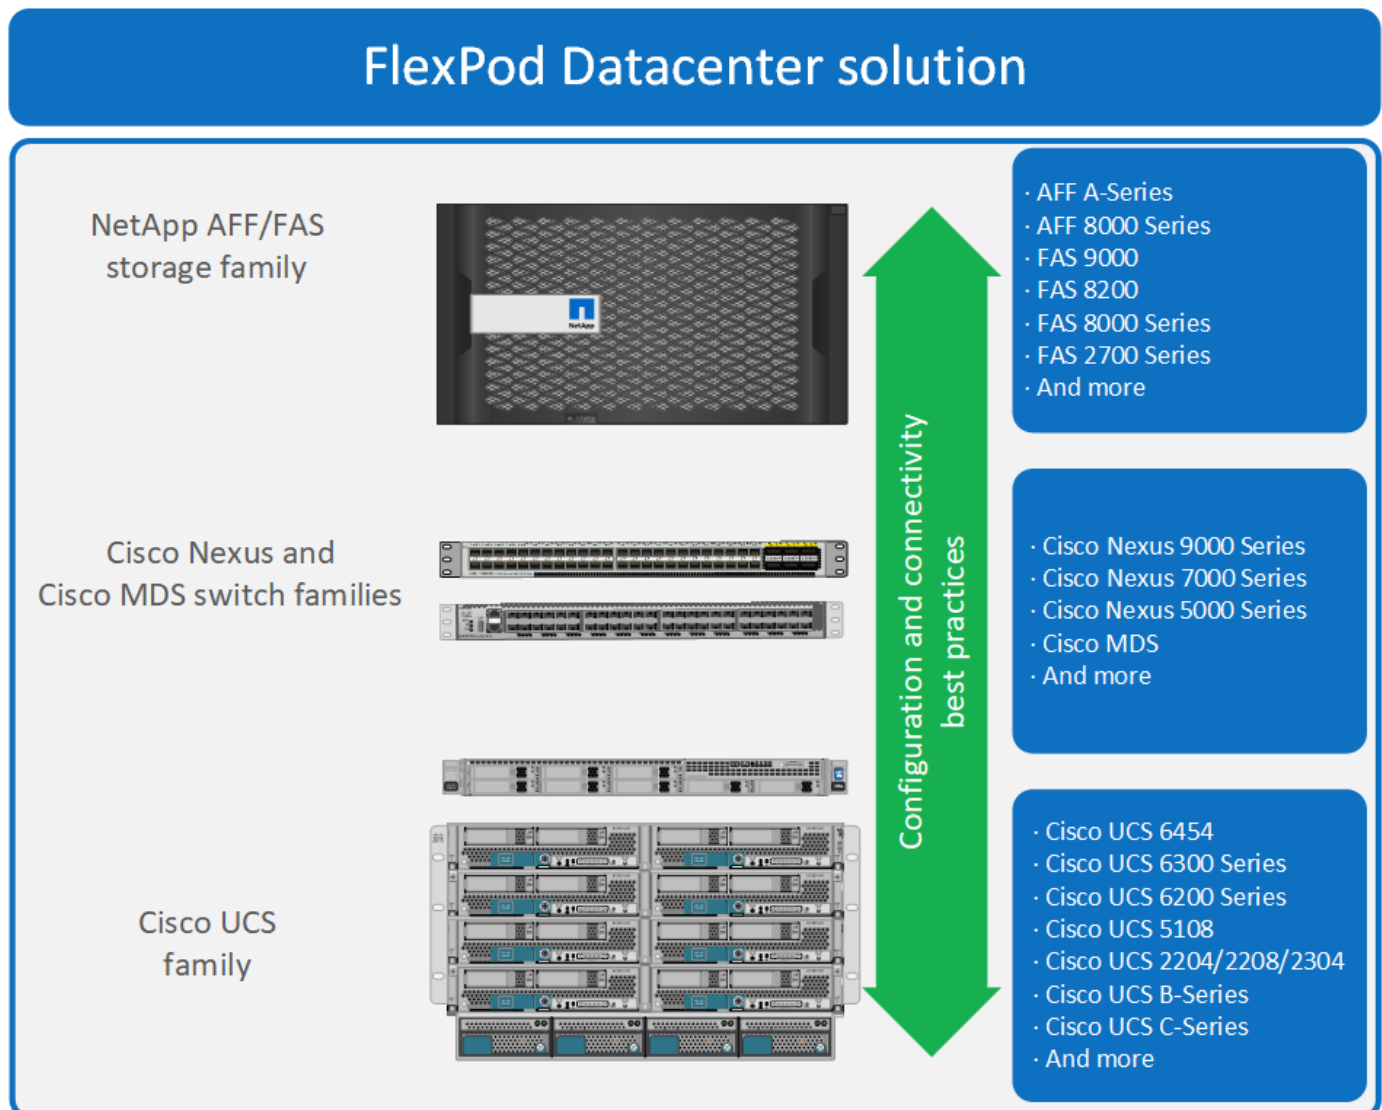 FlexPod Datacenter solution
NetApp AFF/FAS
storage family
NetApp
· AFF A-Series
· AFF 8000 Series
· FAS 9000
· FAS 8200
· FAS 8000 Series
· FAS 2700 Series
· And more
Configuration and connectivity
best practices
Cisco Nexus and
Cisco MDS switch families
· Cisco Nexus 9000 Series
· Cisco Nexus 7000 Series
· Cisco Nexus 5000 Series
· Cisco MDS
· And more
Cisco UCS
family
· Cisco UCS 6454
· Cisco UCS 6300 Series
· Cisco UCS 6200 Series
· Cisco UCS 5108
· Cisco UCS 2204/2208/2304
· Cisco UCS B-Series
· Cisco UCS C-Series
· And more